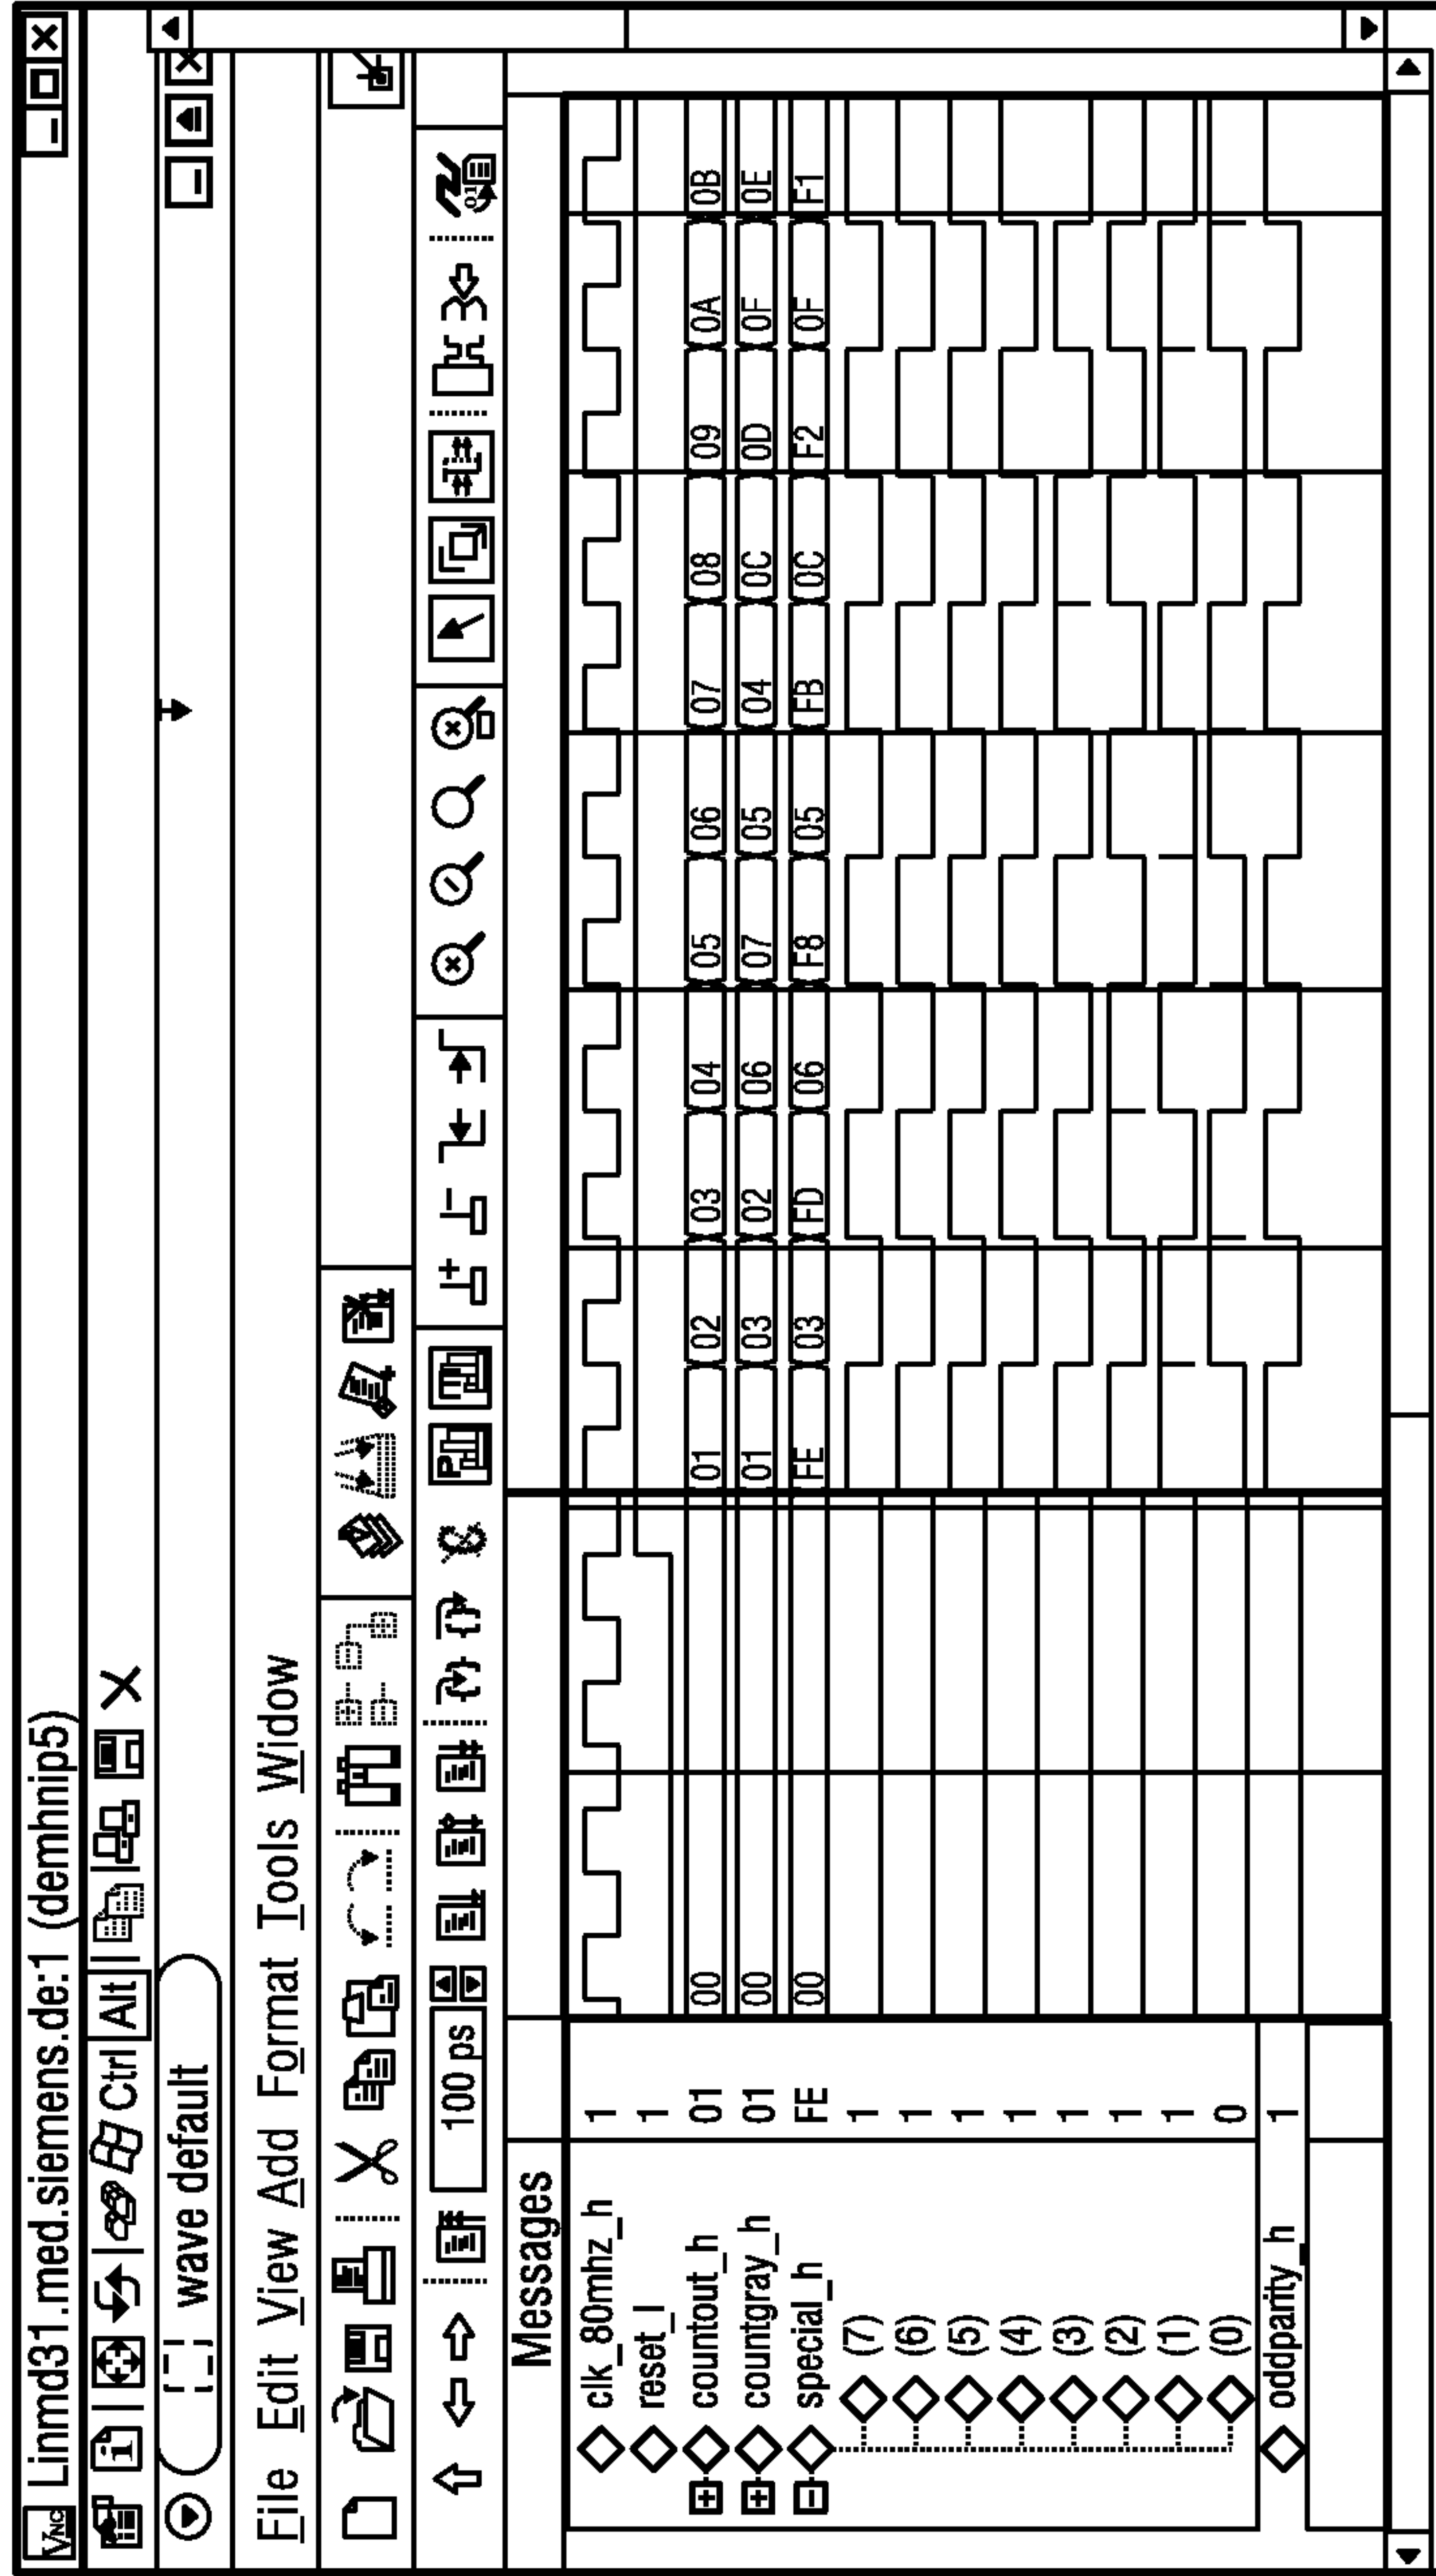 VNC Linmd31.med.siemens.de:1 (demhnip5)
Ctrl Alt
wave default
File Edit View Add Format Tools Widow
100 ps
Messages
clk_80mhz_h 1
reset_l 1
countout_h 01 00 01 02 03 04 05 06 07 08 09 0A 0B
countgray_h 01 00 01 03 02 06 07 05 04 0C 0D 0F 0E
special_h FE 00 FE 03 FD 06 F8 05 FB 0C F2 0F F1
(7) 1
(6) 1
(5) 1
(4) 1
(3) 1
(2) 1
(1) 1
(0) 0
oddparity_h 1